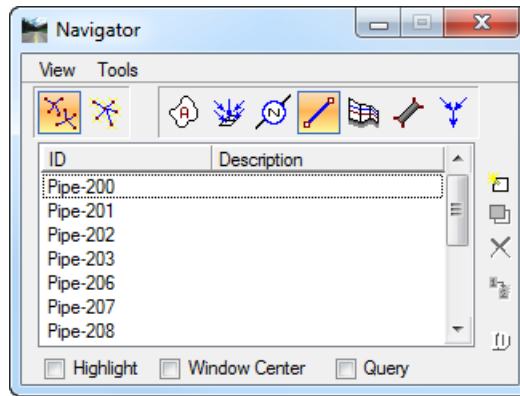 Navigator
View Tools
A
N
ID Description
Pipe-200
Pipe-201
Pipe-202
Pipe-203
Pipe-206
Pipe-207
Pipe-208
Highlight Window Center Query